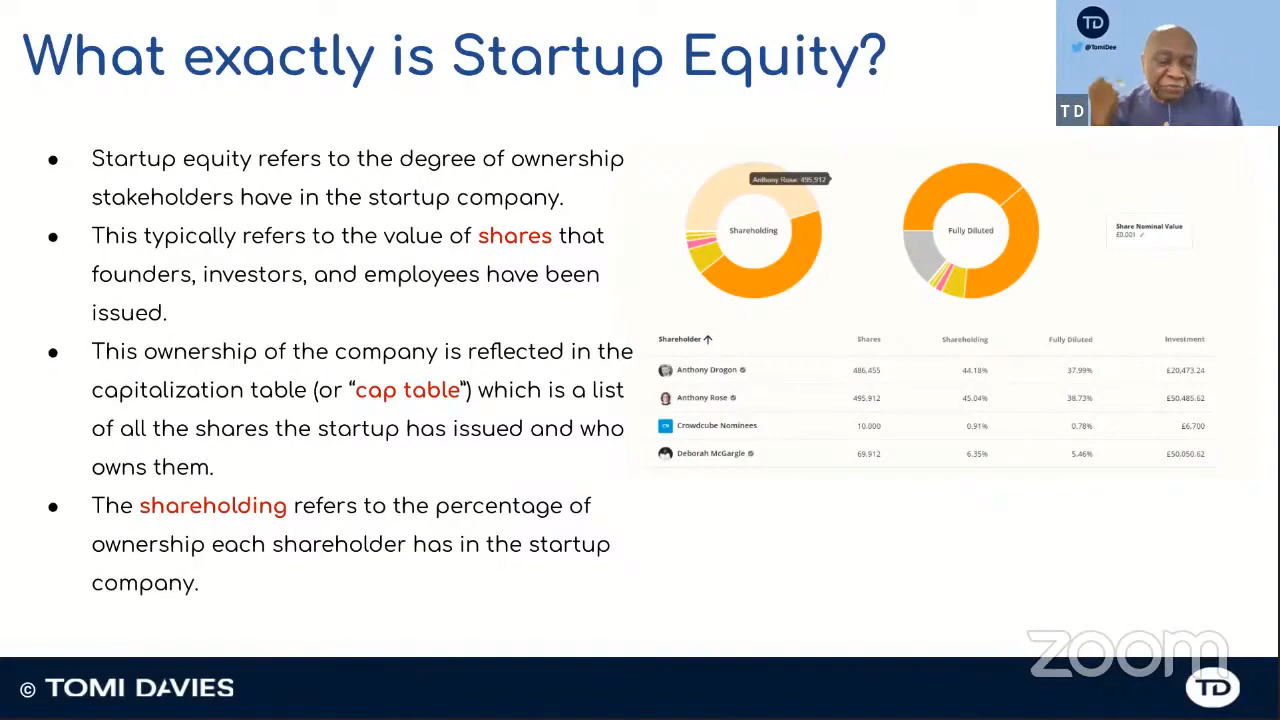 What exactly is Startup Equity?
TD
@TomiDee
T D
● Startup equity refers to the degree of ownership
stakeholders have in the startup company.
● This typically refers to the value of shares that
founders, investors, and employees have been
issued.
● This ownership of the company is reflected in the
capitalization table (or “cap table”) which is a list
of all the shares the startup has issued and who
owns them.
● The shareholding refers to the percentage of
ownership each shareholder has in the startup
company.
Anthony Rose: 495,912
Shareholding
Fully Diluted
Share Nominal Value
£0.001
Shareholder Shares Shareholding Fully Diluted Investment
Anthony Drogon 486,455 44.18% 37.99% £20,473.24
Anthony Rose 495,912 45.04% 38.73% £50,485.62
CN Crowdcube Nominees 10,000 0.91% 0.78% £6,700
Deborah McGargle 69,912 6.35% 5.46% £50,050.62
zoom
© TOMI DAVIES
TD